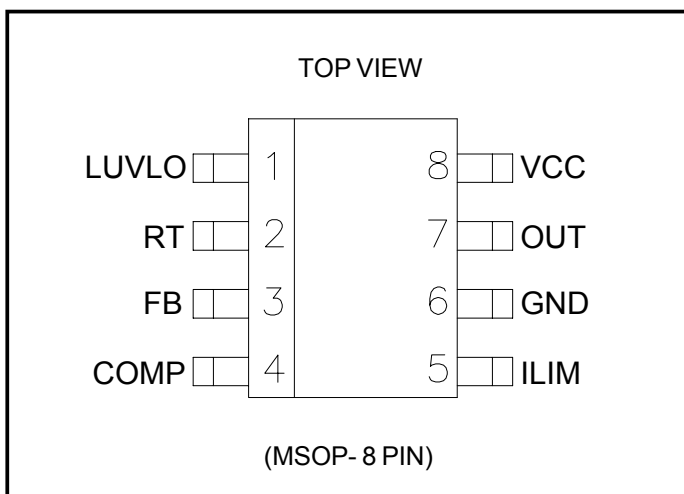 TOP VIEW
LUVLO 1 8 VCC
RT 2 7 OUT
FB 3 6 GND
COMP 4 5 ILIM
(MSOP- 8 PIN)